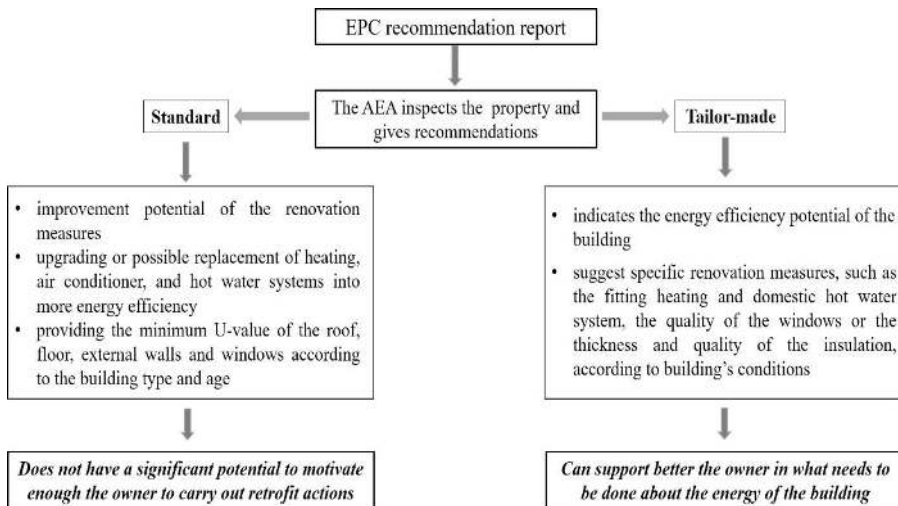 EPC recommendation report
The AEA inspects the property and
gives recommendations
Standard
Tailor-made
• improvement potential of the renovation
measures
• upgrading or possible replacement of heating,
air conditioner, and hot water systems into
more energy efficiency
• providing the minimum U-value of the roof,
floor, external walls and windows according
to the building type and age
• indicates the energy efficiency potential of the
building
• suggest specific renovation measures, such as
the fitting heating and domestic hot water
system, the quality of the windows or the
thickness and quality of the insulation,
according to building's conditions
Does not have a significant potential to motivate
enough the owner to carry out retrofit actions
Can support better the owner in what needs to
be done about the energy of the building